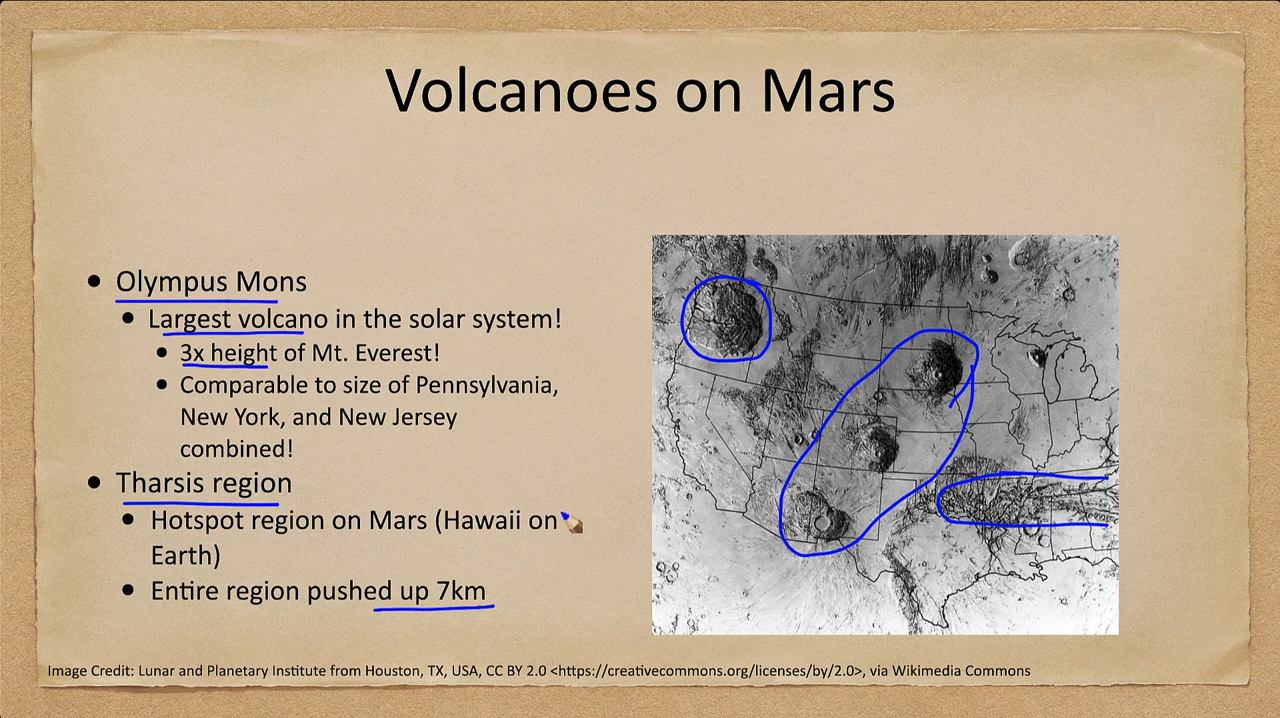 Volcanoes on Mars
• Olympus Mons
• Largest volcano in the solar system!
• 3x height of Mt. Everest!
• Comparable to size of Pennsylvania,
New York, and New Jersey
combined!
• Tharsis region
• Hotspot region on Mars (Hawaii on
Earth)
• Entire region pushed up 7km
Image Credit: Lunar and Planetary Institute from Houston, TX, USA, CC BY 2.0 <https://creativecommons.org/licenses/by/2.0>, via Wikimedia Commons